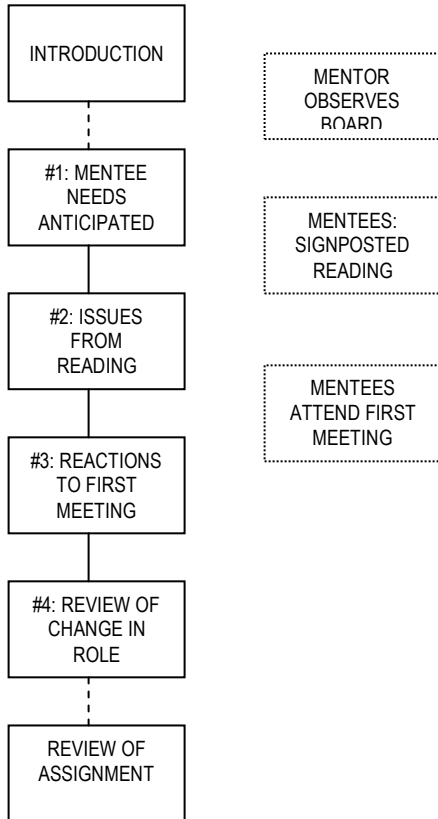 INTRODUCTION
#1: MENTEE
NEEDS
ANTICIPATED
#2: ISSUES
FROM
READING
#3: REACTIONS
TO FIRST
MEETING
#4: REVIEW OF
CHANGE IN
ROLE
REVIEW OF
ASSIGNMENT
MENTOR
OBSERVES
BOARD
MENTEES:
SIGNPOSTED
READING
MENTEES
ATTEND FIRST
MEETING